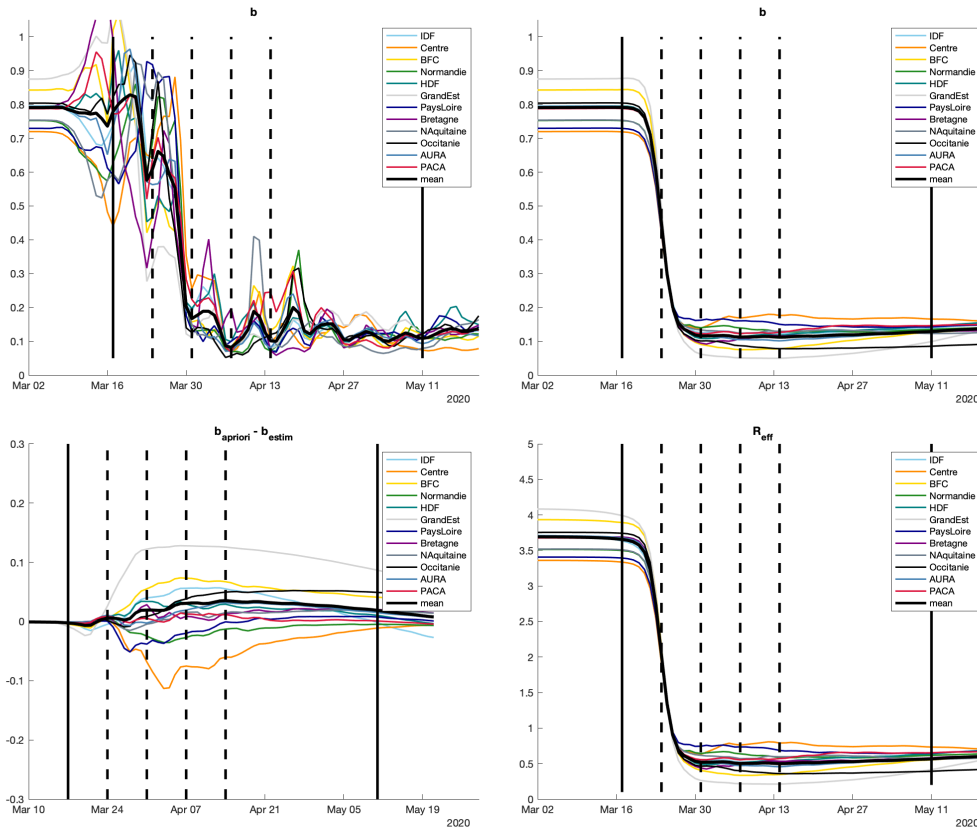 b
1
0.9
0.8
0.7
0.6
0.5
0.4
0.3
0.2
0.1
0
Mar 02
Mar 16
Mar 30
Apr 13
Apr 27
May 11
2020
IDF
Centre
BFC
Normandie
HDF
GrandEst
PaysLoire
Bretagne
NAquitaine
Occitanie
AURA
PACA
mean
b
1
0.9
0.8
0.7
0.6
0.5
0.4
0.3
0.2
0.1
0
Mar 02
Mar 16
Mar 30
Apr 13
Apr 27
May 11
2020
IDF
Centre
BFC
Normandie
HDF
GrandEst
PaysLoire
Bretagne
NAquitaine
Occitanie
AURA
PACA
mean
b_apriori - b_estim
0.3
0.2
0.1
0
-0.1
-0.2
-0.3
Mar 10
Mar 24
Apr 07
Apr 21
May 05
May 19
2020
IDF
Centre
BFC
Normandie
HDF
GrandEst
PaysLoire
Bretagne
NAquitaine
Occitanie
AURA
PACA
mean
R_eff
5
4.5
4
3.5
3
2.5
2
1.5
1
0.5
0
Mar 02
Mar 16
Mar 30
Apr 13
Apr 27
May 11
2020
IDF
Centre
BFC
Normandie
HDF
GrandEst
PaysLoire
Bretagne
NAquitaine
Occitanie
AURA
PACA
mean